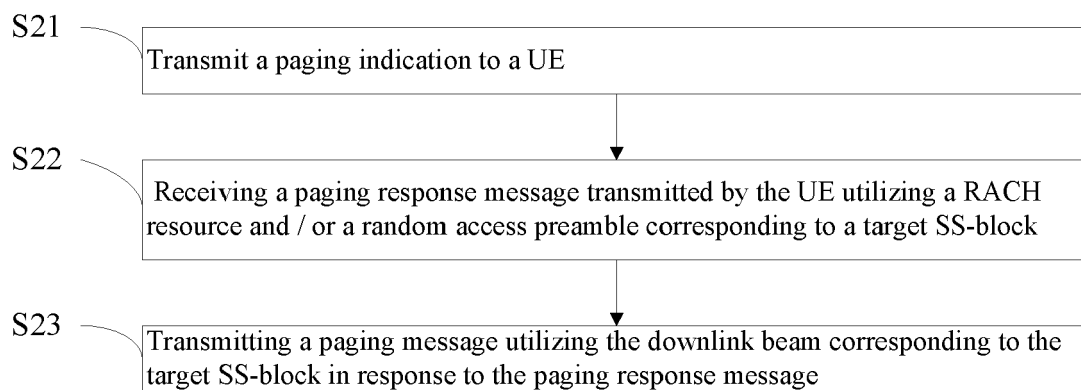 S21
Transmit a paging indication to a UE
S22
Receiving a paging response message transmitted by the UE utilizing a RACH
resource and / or a random access preamble corresponding to a target SS-block
S23
Transmitting a paging message utilizing the downlink beam corresponding to the
target SS-block in response to the paging response message